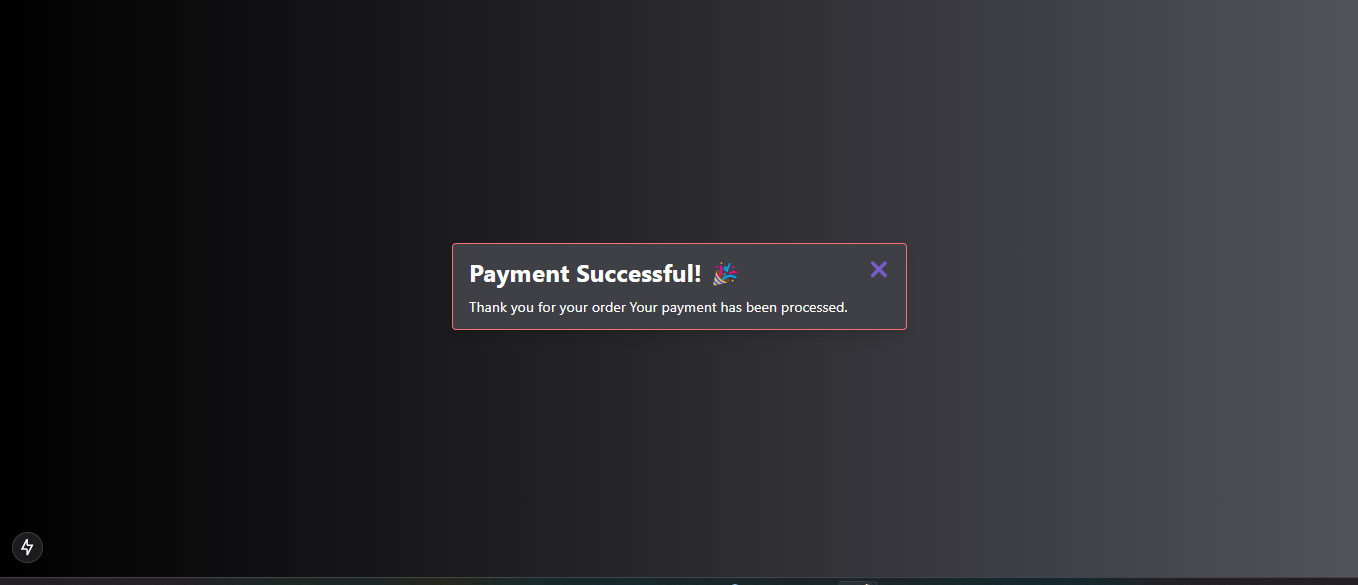 Payment Successful! 🎉
Thank you for your order Your payment has been processed.